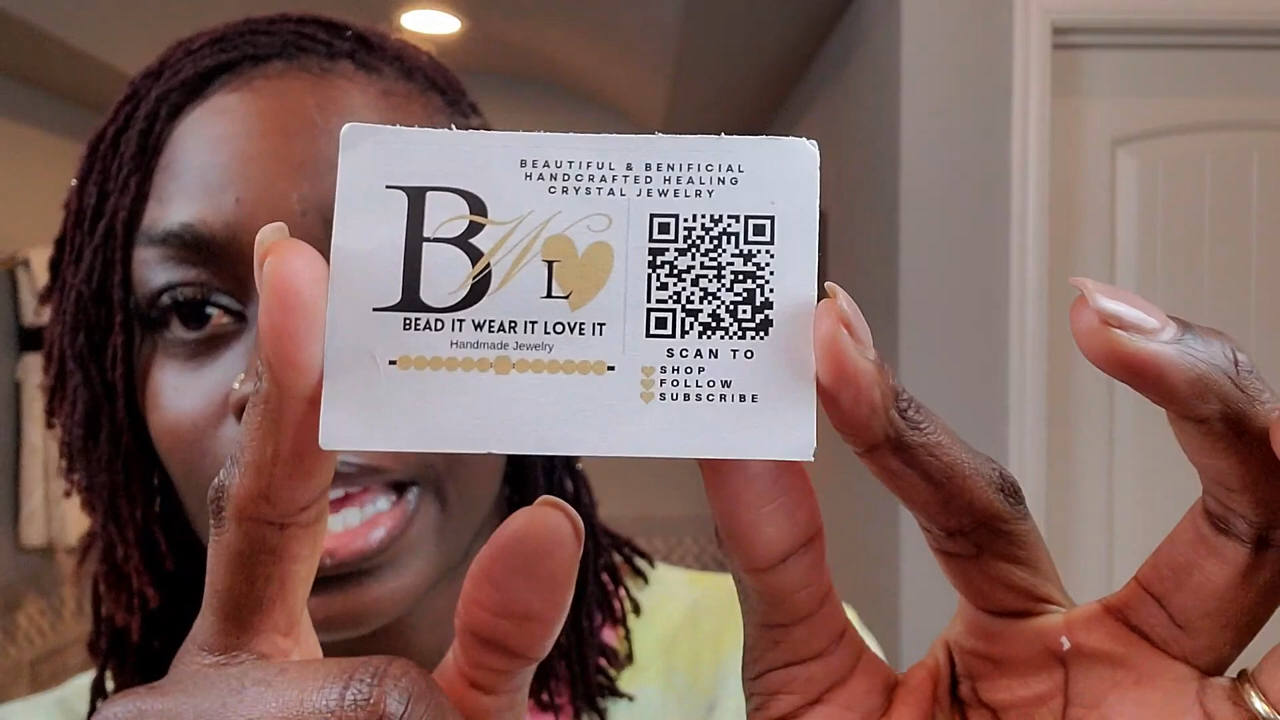 BEAUTIFUL & BENIFICIAL
HANDCRAFTED HEALING
CRYSTAL JEWELRY
B W L
BEAD IT WEAR IT LOVE IT
Handmade Jewelry
SCAN TO
SHOP
FOLLOW
SUBSCRIBE